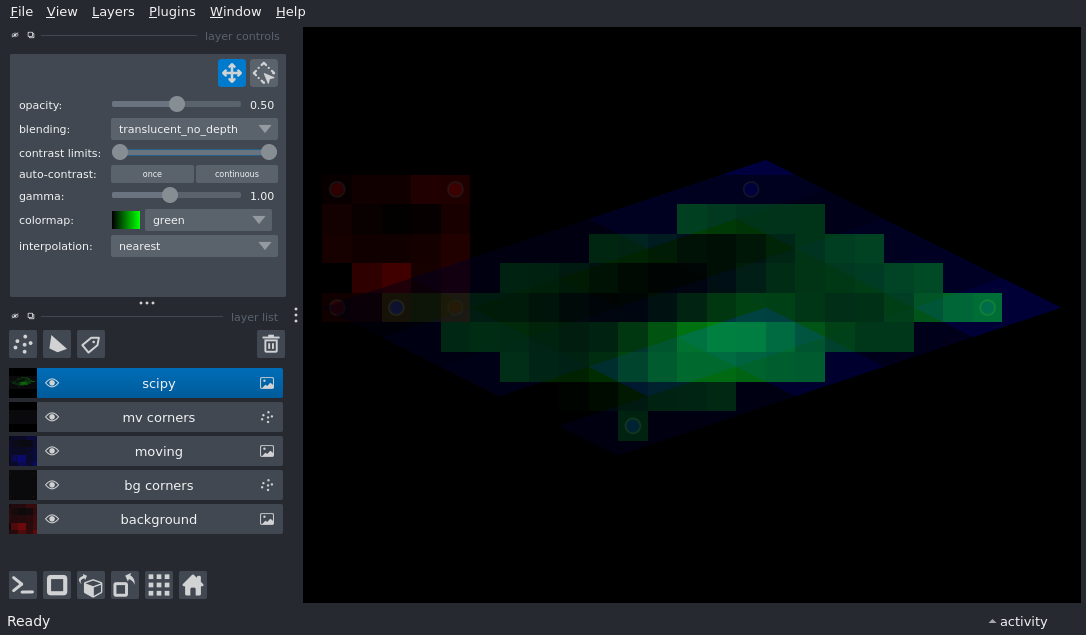 File View Layers Plugins Window Help
layer controls
opacity: 0.50
blending: translucent_no_depth
contrast limits:
auto-contrast: once continuous
gamma: 1.00
colormap: green
interpolation: nearest
layer list
scipy
mv corners
moving
bg corners
background
Ready activity